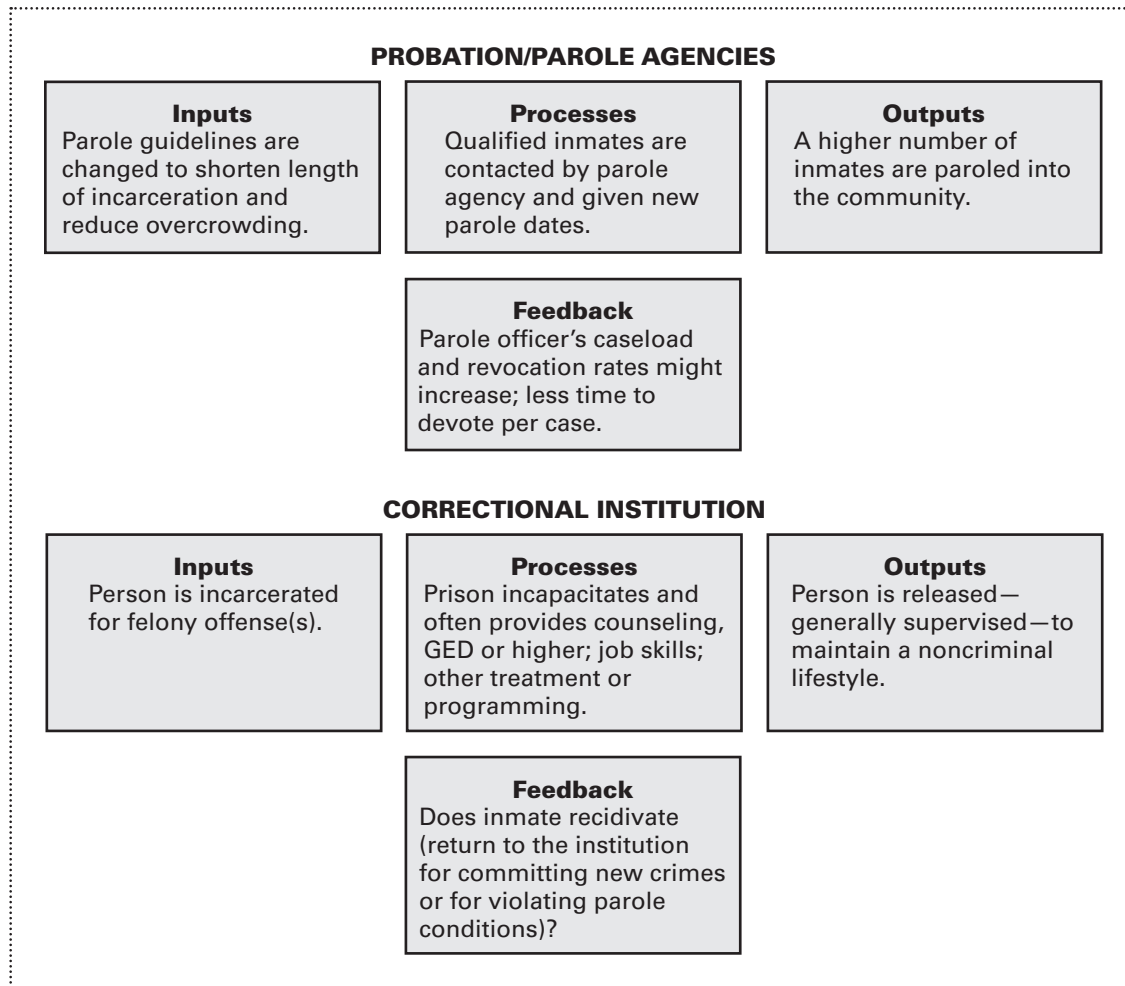 PROBATION/PAROLE AGENCIES
Inputs
Parole guidelines are
changed to shorten length
of incarceration and
reduce overcrowding.
Processes
Qualified inmates are
contacted by parole
agency and given new
parole dates.
Outputs
A higher number of
inmates are paroled into
the community.
Feedback
Parole officer’s caseload
and revocation rates might
increase; less time to
devote per case.
CORRECTIONAL INSTITUTION
Inputs
Person is incarcerated
for felony offense(s).
Processes
Prison incapacitates and
often provides counseling,
GED or higher; job skills;
other treatment or
programming.
Outputs
Person is released—
generally supervised—to
maintain a noncriminal
lifestyle.
Feedback
Does inmate recidivate
(return to the institution
for committing new crimes
or for violating parole
conditions)?